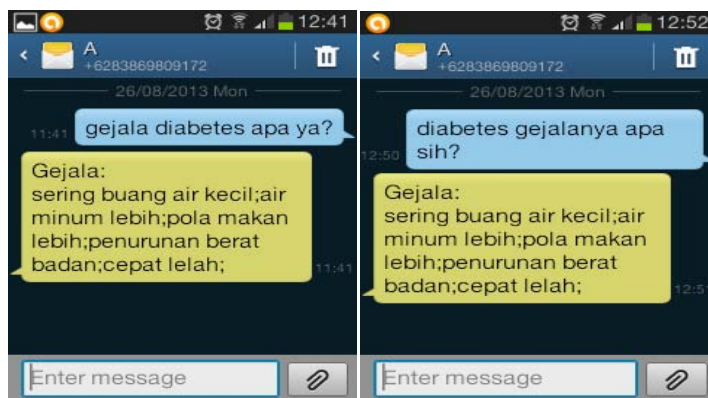 12:41
A
+6283869809172
26/08/2013 Mon
11:41
gejala diabetes apa ya?
Gejala:
sering buang air kecil;air
minum lebih;pola makan
lebih;penurunan berat
badan;cepat lelah;
11:41
Enter message
12:52
A
+6283869809172
26/08/2013 Mon
diabetes gejalanya apa
sih?
12:50
Gejala:
sering buang air kecil;air
minum lebih;pola makan
lebih;penurunan berat
badan;cepat lelah;
12:51
Enter message